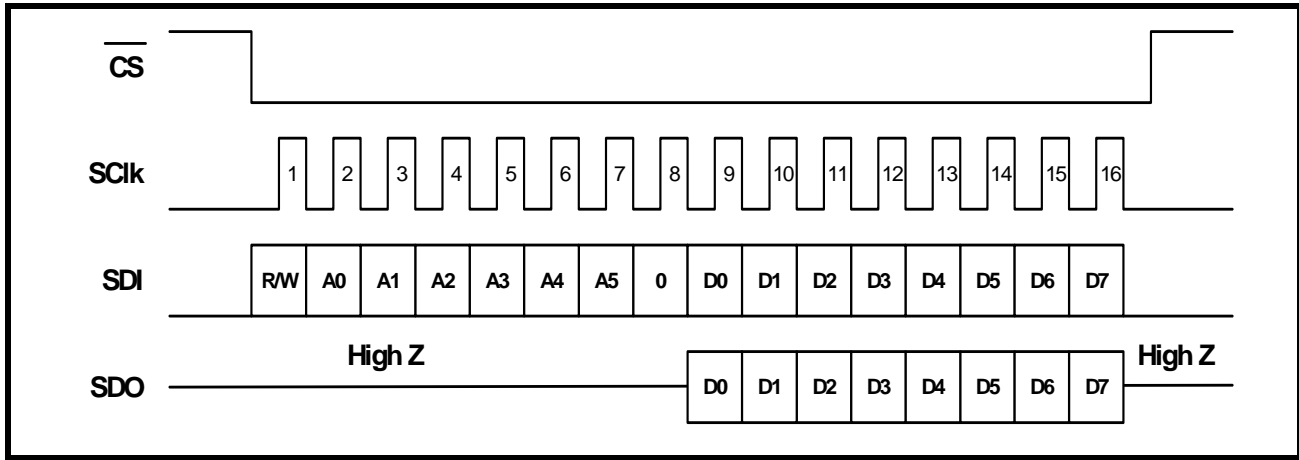 CS
SClk 1 2 3 4 5 6 7 8 9 10 11 12 13 14 15 16
SDI R/W A0 A1 A2 A3 A4 A5 0 D0 D1 D2 D3 D4 D5 D6 D7
High Z High Z
SDO D0 D1 D2 D3 D4 D5 D6 D7